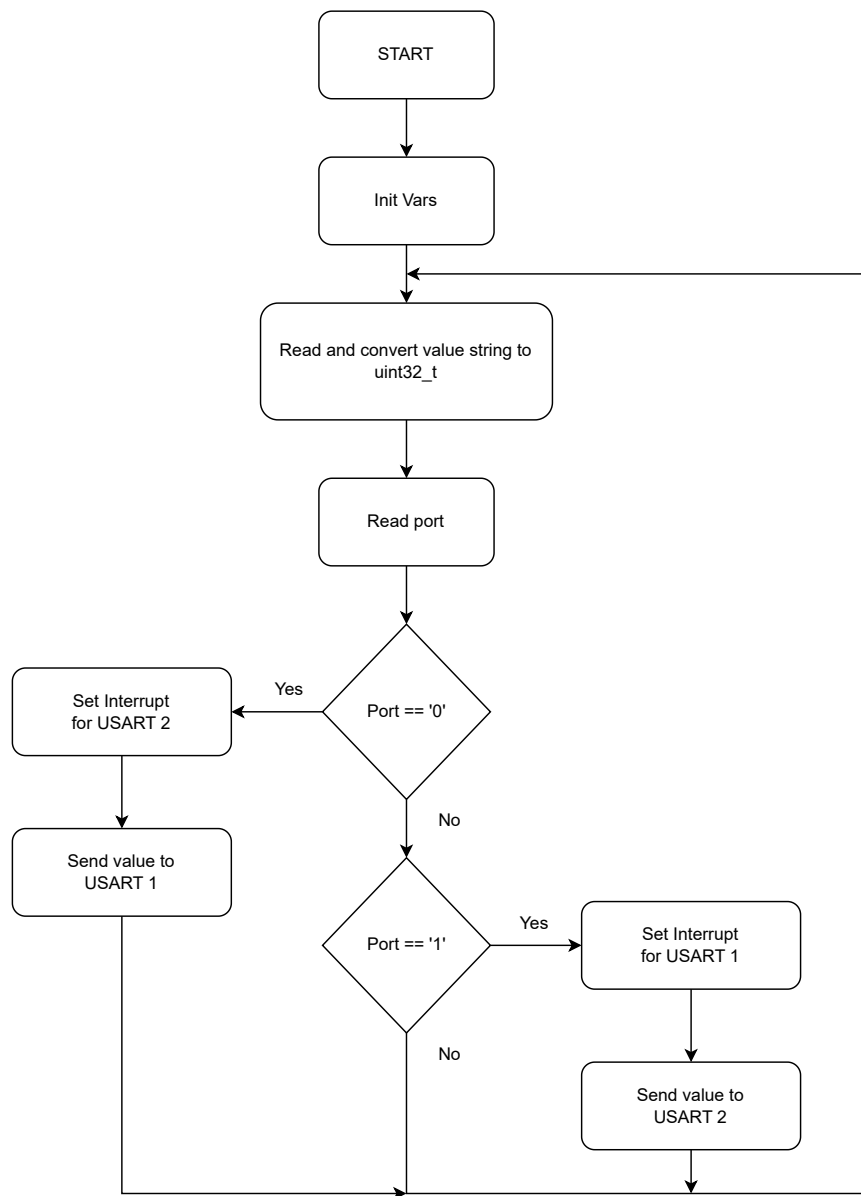 START
Init Vars
Read and convert value string to
uint32_t
Read port
Yes
Set Interrupt
for USART 2
Port == '0'
No
Send value to
USART 1
Yes
Port == '1'
Set Interrupt
for USART 1
No
Send value to
USART 2